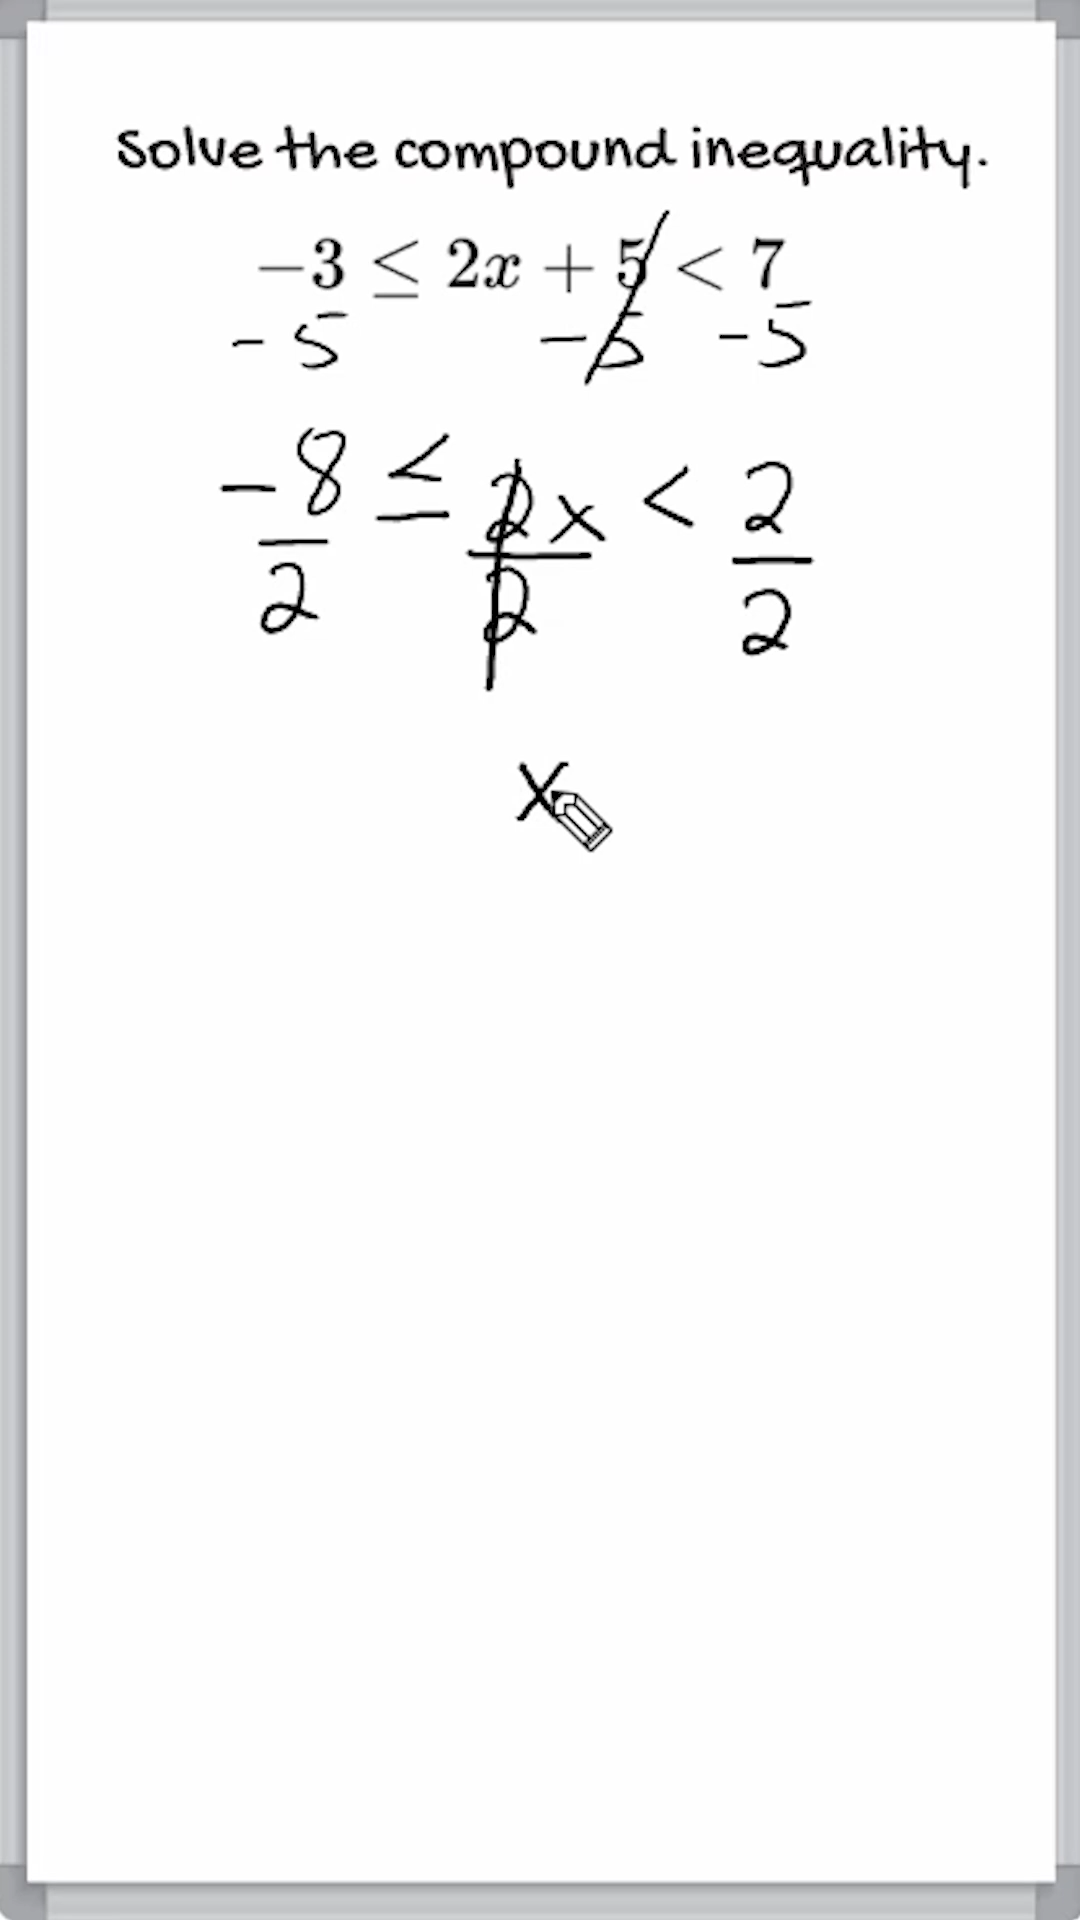 Solve the compound inequality.
−3 ≤ 2x + 5 < 7
-5 -5 -5
-8 ≤ 2x < 2
2 2 2
x